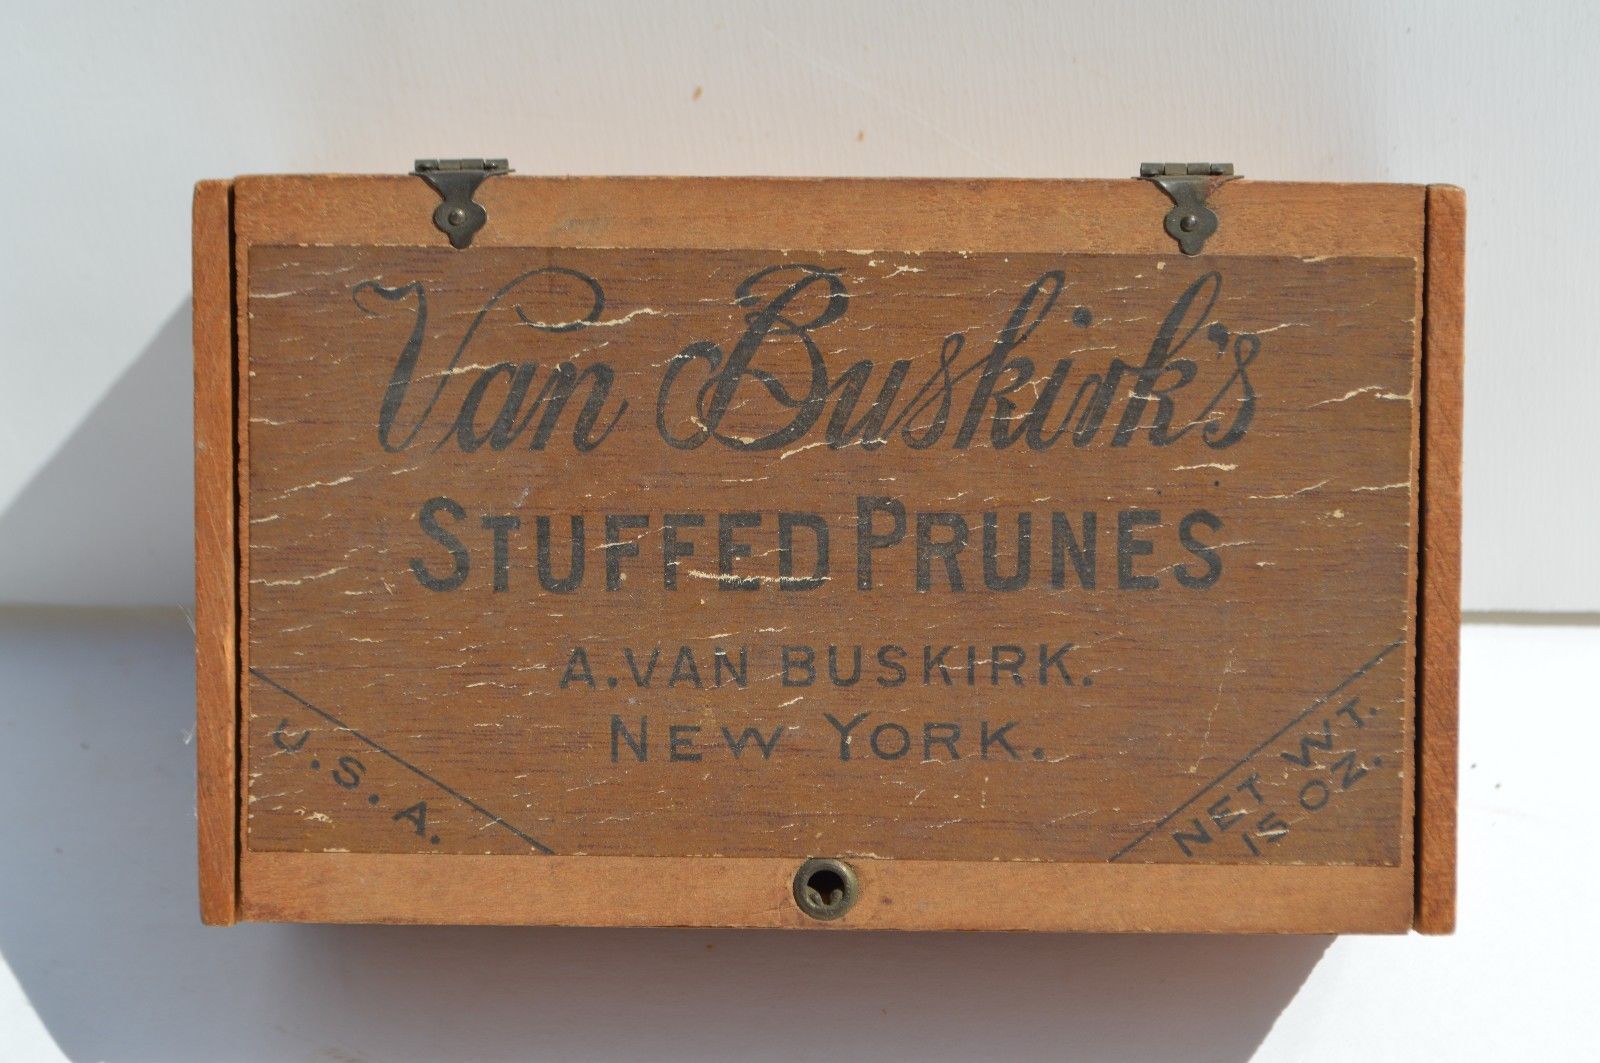 Van Buskirk's
STUFFED PRUNES
A. VAN BUSKIRK.
NEW YORK.
U.S.A.
NET WT.
15 OZ.